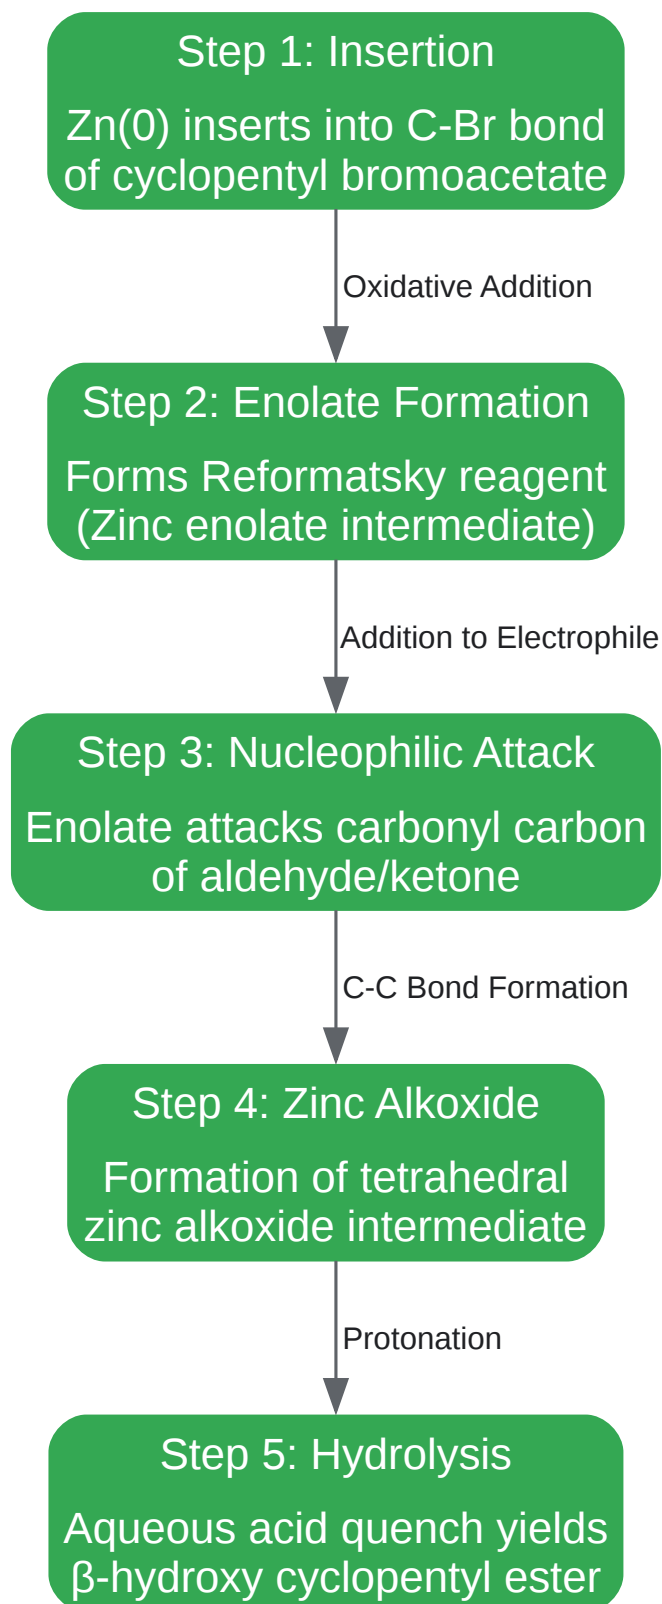 Step 1: Insertion
Zn(0) inserts into C-Br bond
of cyclopentyl bromoacetate
Oxidative Addition
Step 2: Enolate Formation
Forms Reformatsky reagent
(Zinc enolate intermediate)
Addition to Electrophile
Step 3: Nucleophilic Attack
Enolate attacks carbonyl carbon
of aldehyde/ketone
C-C Bond Formation
Step 4: Zinc Alkoxide
Formation of tetrahedral
zinc alkoxide intermediate
Protonation
Step 5: Hydrolysis
Aqueous acid quench yields
β-hydroxy cyclopentyl ester